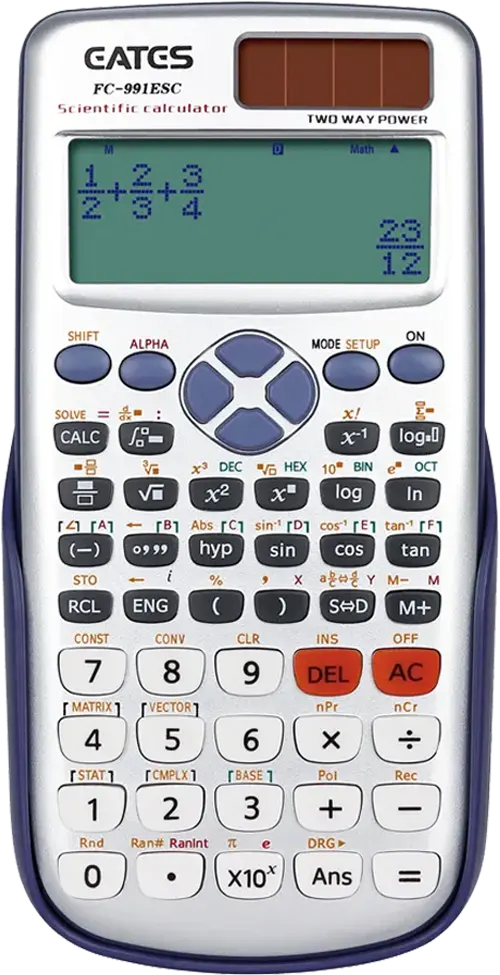 EATES
FC-991ESC
Scientific calculator
TWO WAY POWER
M D Math ▲
1/2+2/3+3/4
23/12
SHIFT ALPHA MODE SETUP ON
SOLVE = d/dx■ : x! Σ■
CALC ∫■ x⁻¹ log■▯
■■/■ ³√■ x³ DEC ■√▯ HEX 10■ BIN e■ OCT
■/▯ √■ x² x■ log ln
[∠] [A] ← [B] Abs [C] sin⁻¹ [D] cos⁻¹ [E] tan⁻¹ [F]
(−) °,,, hyp sin cos tan
STO ← i % , X a b/c⇔d/c Y M− M
RCL ENG ( ) S⇔D M+
CONST CONV CLR INS OFF
7 8 9 DEL AC
[MATRIX] [VECTOR] nPr nCr
4 5 6 × ÷
[STAT] [CMPLX] [BASE] Pol Rec
1 2 3 + −
Rnd Ran# RanInt π e DRG▶
0 • X10ˣ Ans =